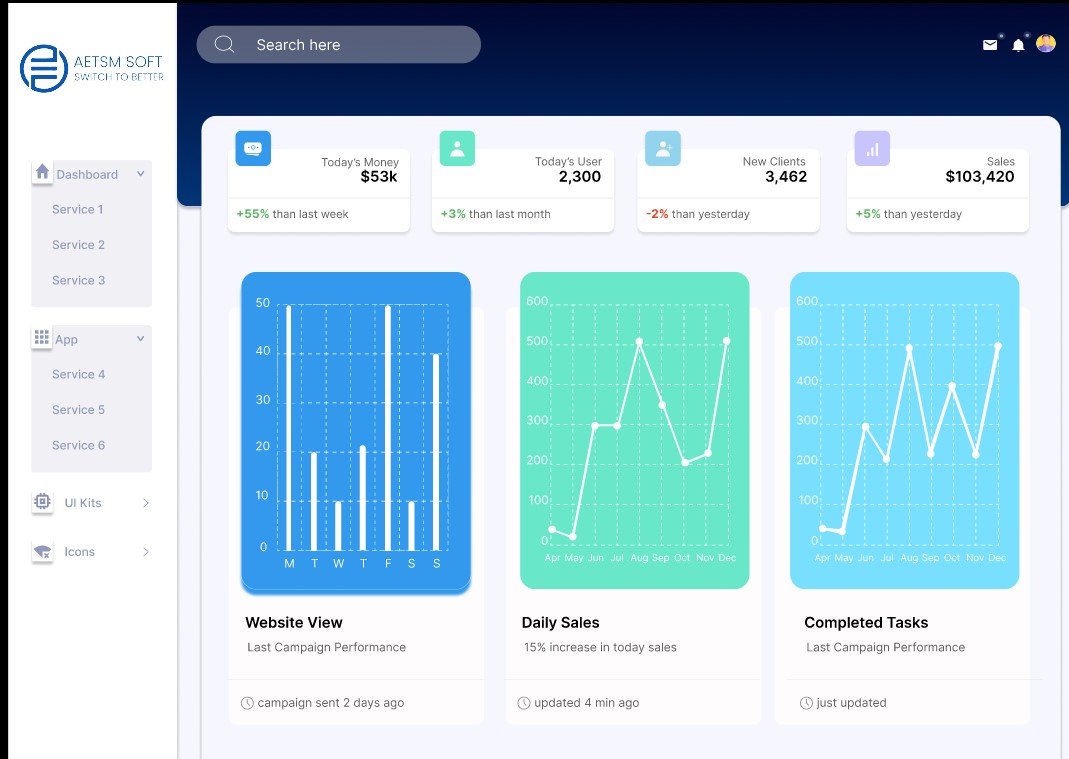 AETSM SOFT
SWITCH TO BETTER
Search here
Dashboard
Service 1
Service 2
Service 3
App
Service 4
Service 5
Service 6
UI Kits
Icons
Today's Money
$53k
+55% than last week
Today's User
2,300
+3% than last month
New Clients
3,462
-2% than yesterday
Sales
$103,420
+5% than yesterday
50
40
30
20
10
0
M T W T F S S
Website View
Last Campaign Performance
campaign sent 2 days ago
600
500
400
300
200
100
0
Apr May Jun Jul Aug Sep Oct Nov Dec
Daily Sales
15% increase in today sales
updated 4 min ago
600
500
400
300
200
100
0
Apr May Jun Jul Aug Sep Oct Nov Dec
Completed Tasks
Last Campaign Performance
just updated